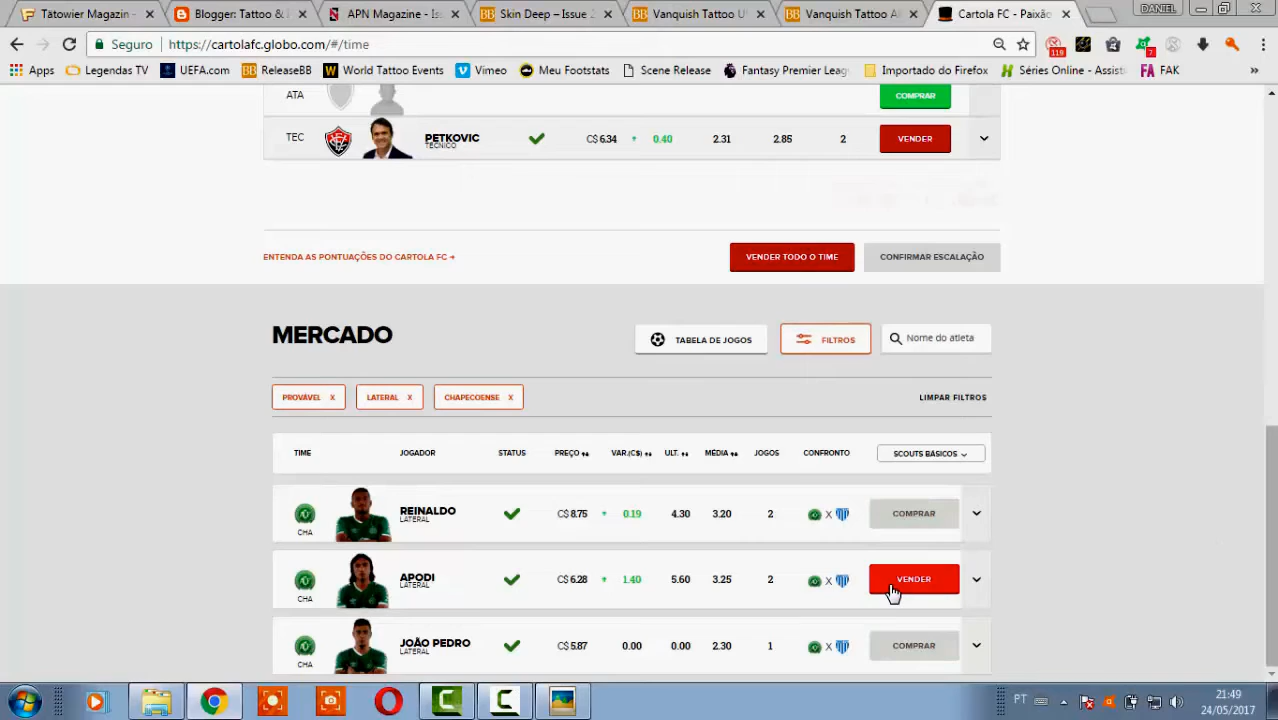 Tätowier Magazin -
Blogger: Tattoo &
APN Magazine - Iss
Skin Deep – Issue 2
Vanquish Tattoo U
Vanquish Tattoo A
Cartola FC - Paixão
DANIEL
Seguro
https://cartolafc.globo.com/#/time
119
7
Apps
Legendas TV
UEFA.com
ReleaseBB
World Tattoo Events
Vimeo
Meu Footstats
Scene Release
Fantasy Premier Leag
Importado do Firefox
Séries Online - Assist
FAK
ATA
COMPRAR
TEC PETKOVIC C$ 6.34 0.40 2.31 2.85 2 VENDER
TÉCNICO
ENTENDA AS PONTUAÇÕES DO CARTOLA FC
VENDER TODO O TIME
CONFIRMAR ESCALAÇÃO
MERCADO
TABELA DE JOGOS
FILTROS
Nome do atleta
PROVÁVEL X
LATERAL X
CHAPECOENSE X
LIMPAR FILTROS
TIME JOGADOR STATUS PREÇO VAR.(C$) ULT. MÉDIA JOGOS CONFRONTO SCOUTS BÁSICOS
REINALDO C$ 8.75 0.19 4.30 3.20 2 X COMPRAR
LATERAL
CHA
APODI C$ 6.28 1.40 5.60 3.25 2 X VENDER
LATERAL
CHA
JOÃO PEDRO C$ 5.87 0.00 0.00 2.30 1 X COMPRAR
LATERAL
CHA
PT
21:49
24/05/2017